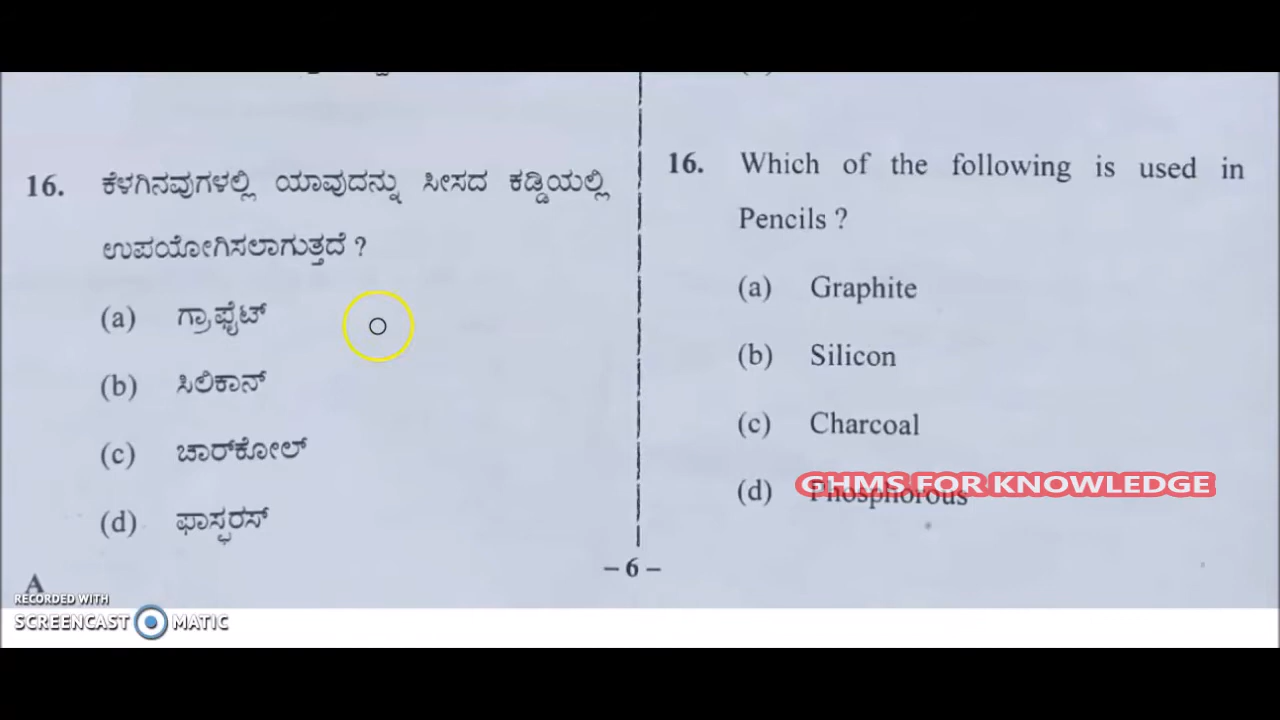 16. ಕೆಳಗಿನವುಗಳಲ್ಲಿ ಯಾವುದನ್ನು ಸೀಸದ ಕಡ್ಡಿಯಲ್ಲಿ
ಉಪಯೋಗಿಸಲಾಗುತ್ತದೆ ?
(a) ಗ್ರಾಫೈಟ್
(b) ಸಿಲಿಕಾನ್
(c) ಚಾರ್‌ಕೋಲ್
(d) ಫಾಸ್ಫರಸ್
16. Which of the following is used in
Pencils ?
(a) Graphite
(b) Silicon
(c) Charcoal
(d) Phosphorous
GHMS FOR KNOWLEDGE
– 6 –
A
RECORDED WITH
SCREENCAST MATIC